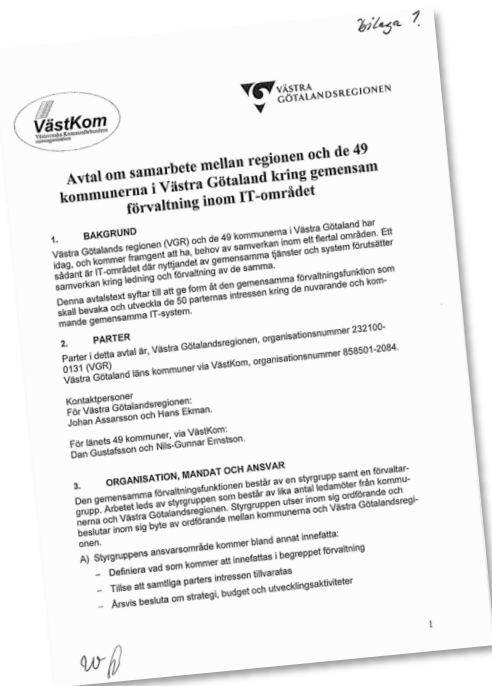 Bilaga 1.
VästKom
VÄSTRA
GÖTALANDSREGIONEN
Avtal om samarbete mellan regionen och de 49
kommunerna i Västra Götaland kring gemensam
förvaltning inom IT-området
1. BAKGRUND
Västra Götalands regionen (VGR) och de 49 kommunerna i Västra Götaland har
idag, och kommer framgent att ha, behov av samverkan inom ett flertal områden. Ett
sådant är IT-området där nyttjandet av gemensamma tjänster och system förutsätter
samverkan kring ledning och förvaltning av de samma.
Denna avtalstext syftar till att ge form åt den gemensamma förvaltningsfunktion som
skall bevaka och utveckla de 50 parternas intressen kring de nuvarande och kom-
mande gemensamma IT-system.
2. PARTER
Parter i detta avtal är, Västra Götalandsregionen, organisationsnummer 232100-
0131 (VGR)
Västra Götaland läns kommuner via VästKom, organisationsnummer 858501-2084.
Kontaktpersoner
För Västra Götalandsregionen:
Johan Assarsson och Hans Ekman.
För länets 49 kommuner, via VästKom:
Dan Gustafsson och Nils-Gunnar Ernstson.
3. ORGANISATION, MANDAT OCH ANSVAR
Den gemensamma förvaltningsfunktionen består av en styrgrupp samt en förvaltar-
grupp. Arbetet leds av styrgruppen som består av lika antal ledamöter från kommu-
nerna och Västra Götalandsregionen. Styrgruppen utser inom sig ordförande och
beslutar inom sig byte av ordförande mellan kommunerna och Västra Götalandsregi-
onen.
A) Styrgruppens ansvarsområde kommer bland annat innefatta:
– Definiera vad som kommer att innefattas i begreppet förvaltning
– Tillse att samtliga parters intressen tillvaratas
– Årsvis besluta om strategi, budget och utvecklingsaktiviteter
1